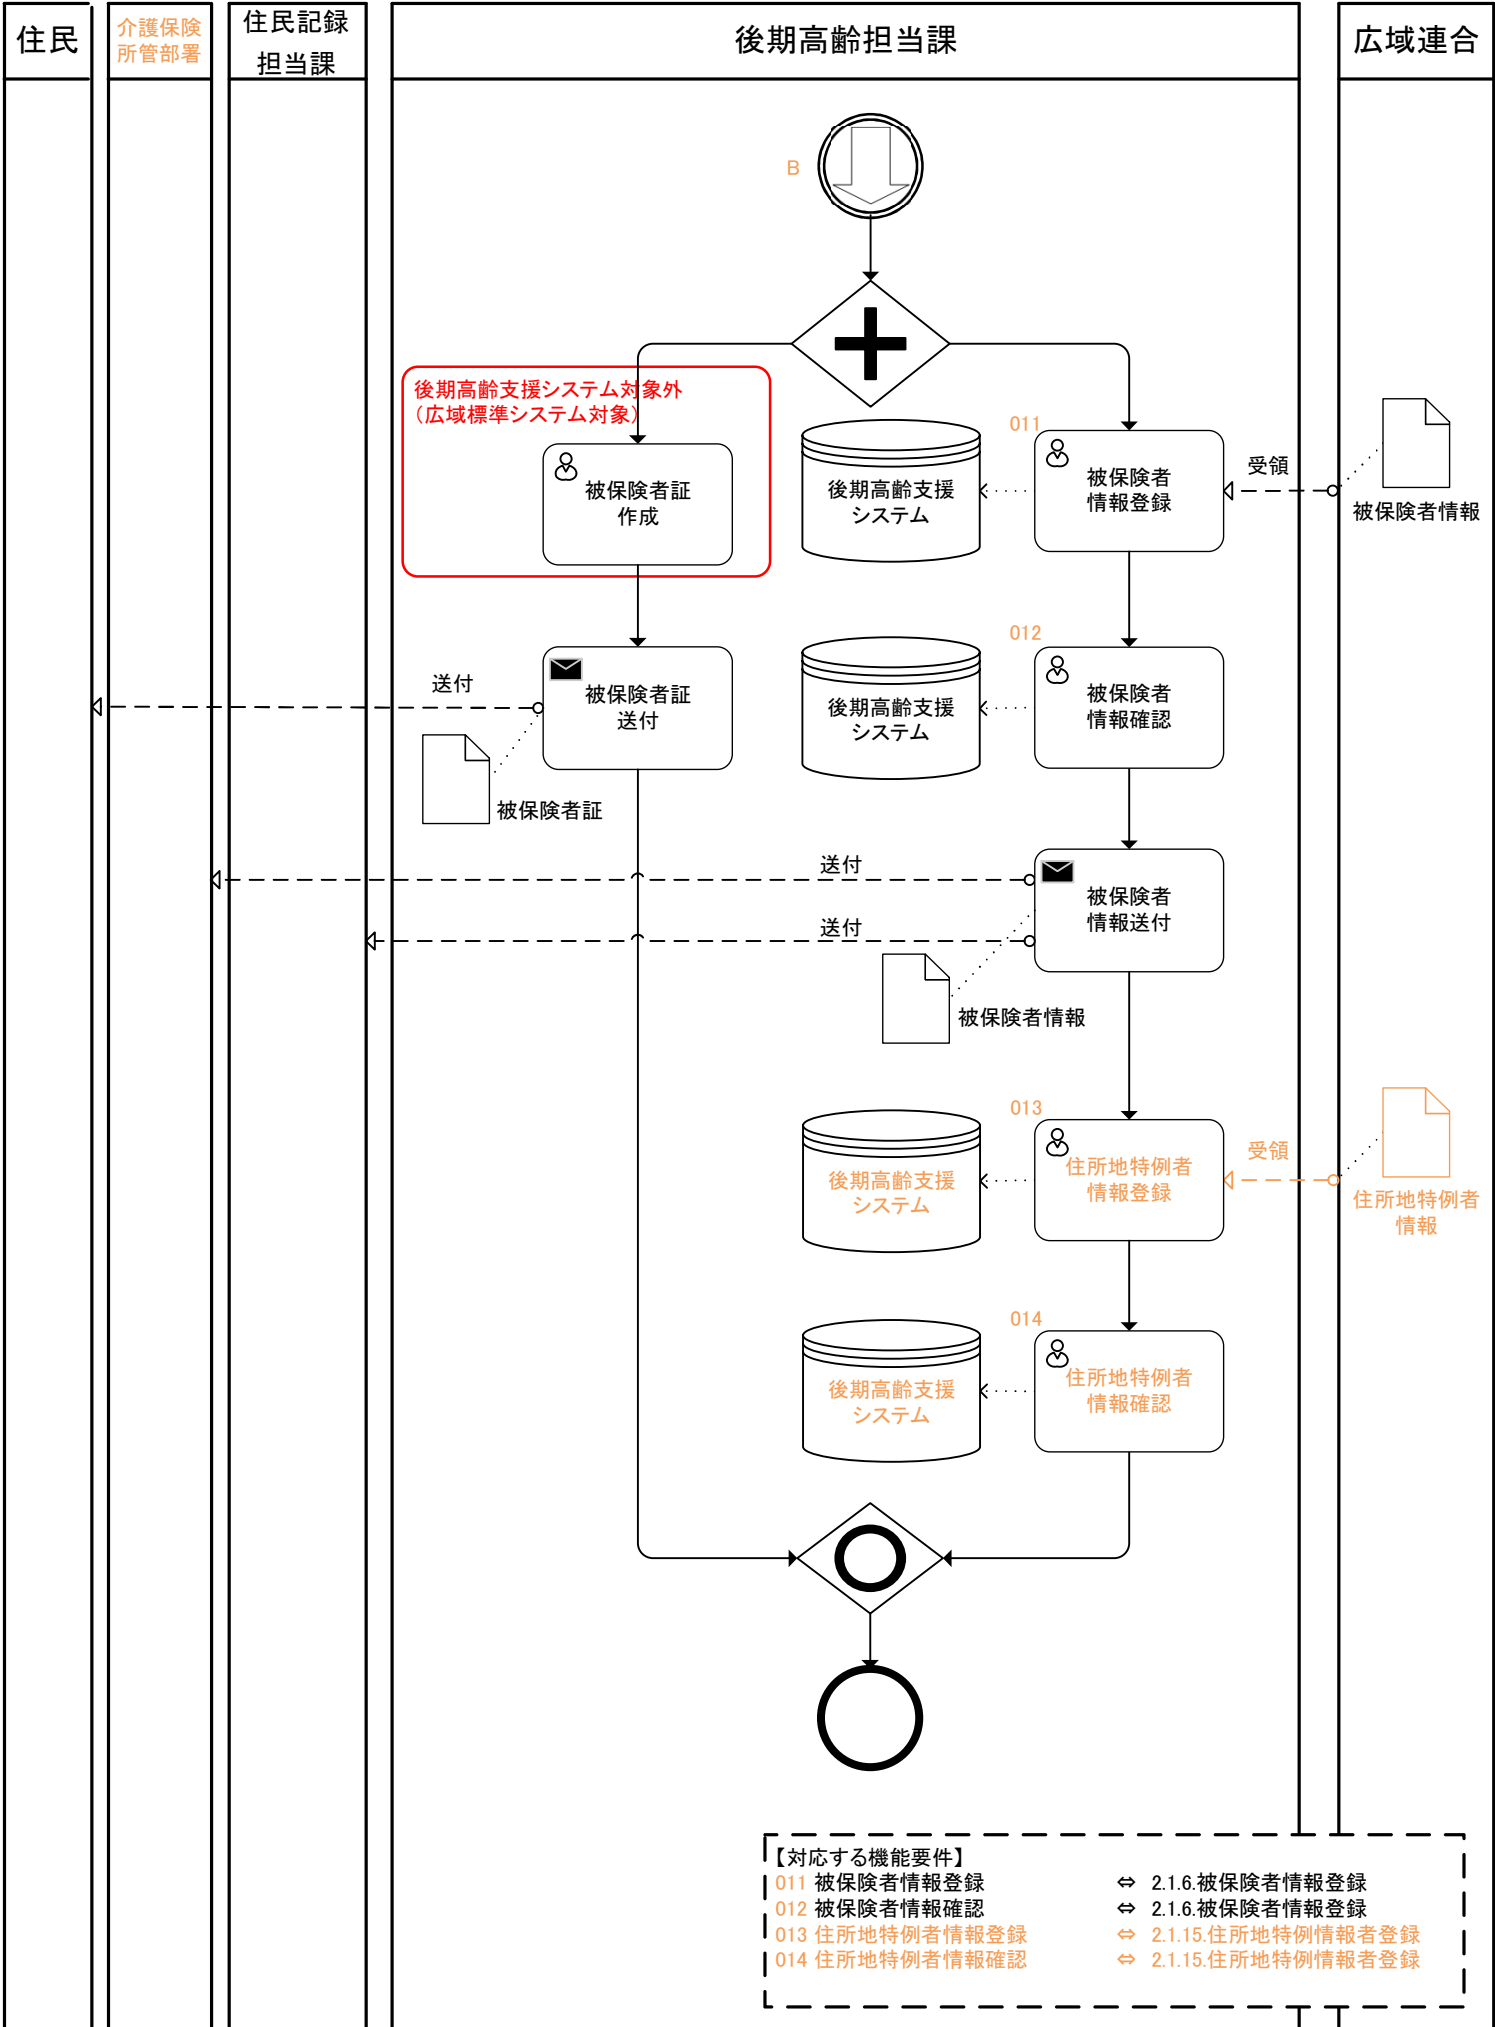 住民
介護保険
所管部署
住民記録
担当課
後期高齢担当課
広域連合
B
後期高齢支援システム対象外
（広域標準システム対象）
被保険者証
作成
後期高齢支援
システム
011
被保険者
情報登録
受領
被保険者情報
送付
被保険者証
送付
被保険者証
後期高齢支援
システム
012
被保険者
情報確認
送付
送付
被保険者
情報送付
被保険者情報
後期高齢支援
システム
013
住所地特例者
情報登録
受領
住所地特例者
情報
後期高齢支援
システム
014
住所地特例者
情報確認
【対応する機能要件】
011 被保険者情報登録 ⇔ 2.1.6.被保険者情報登録
012 被保険者情報確認 ⇔ 2.1.6.被保険者情報登録
013 住所地特例者情報登録 ⇔ 2.1.15.住所地特例情報者登録
014 住所地特例者情報確認 ⇔ 2.1.15.住所地特例情報者登録